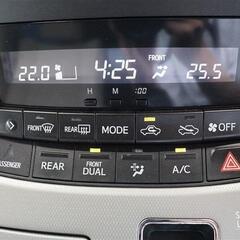 FRONT
22.0 4:25 25.5
H M :00
FRONT REAR MODE OFF
PASSENGER REAR FRONT DUAL A/C